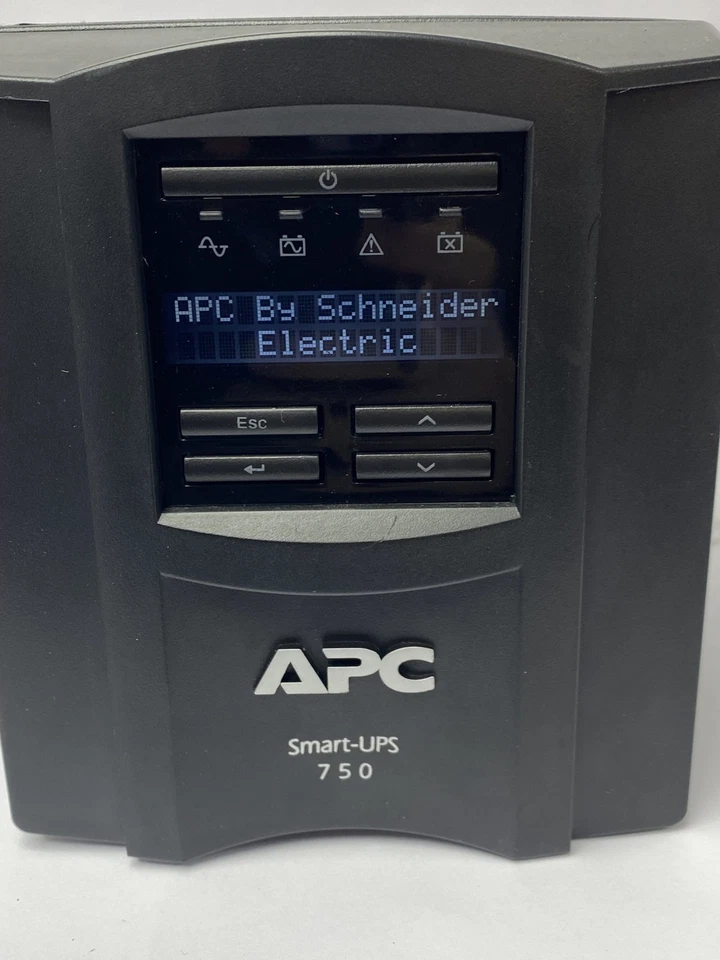 APC By Schneider
Electric
Esc
APC
Smart-UPS
750